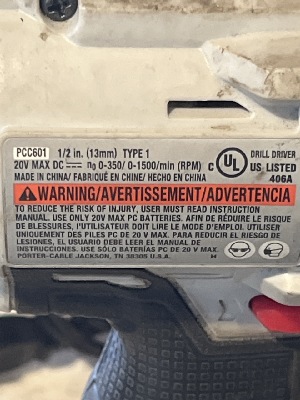 PCC601 1/2 in. (13mm) TYPE 1
20V MAX DC n0 0-350/ 0-1500/min (RPM)
MADE IN CHINA/ FABRIQUÉ EN CHINE/ HECHO EN CHINA
C UL US LISTED
DRILL DRIVER
406A
WARNING/AVERTISSEMENT/ADVERTENCIA
TO REDUCE THE RISK OF INJURY, USER MUST READ INSTRUCTION
MANUAL. USE ONLY 20V MAX PC BATTERIES. AFIN DE RÉDUIRE LE RISQUE
DE BLESSURES, l'UTILISATEUR DOIT LIRE LE MODE D'EMPLOI. UTILISER
UNIQUEMENT DES PILES PC DE 20 V MAX. PARA REDUCIR EL RIESGO DE
LESIONES, EL USUARIO DEBE LEER EL MANUAL DE
INSTRUCCIONES. USE SÓLO BATERÍAS PC DE 20 V MAX.
PORTER-CABLE JACKSON, TN 38305 U.S.A.